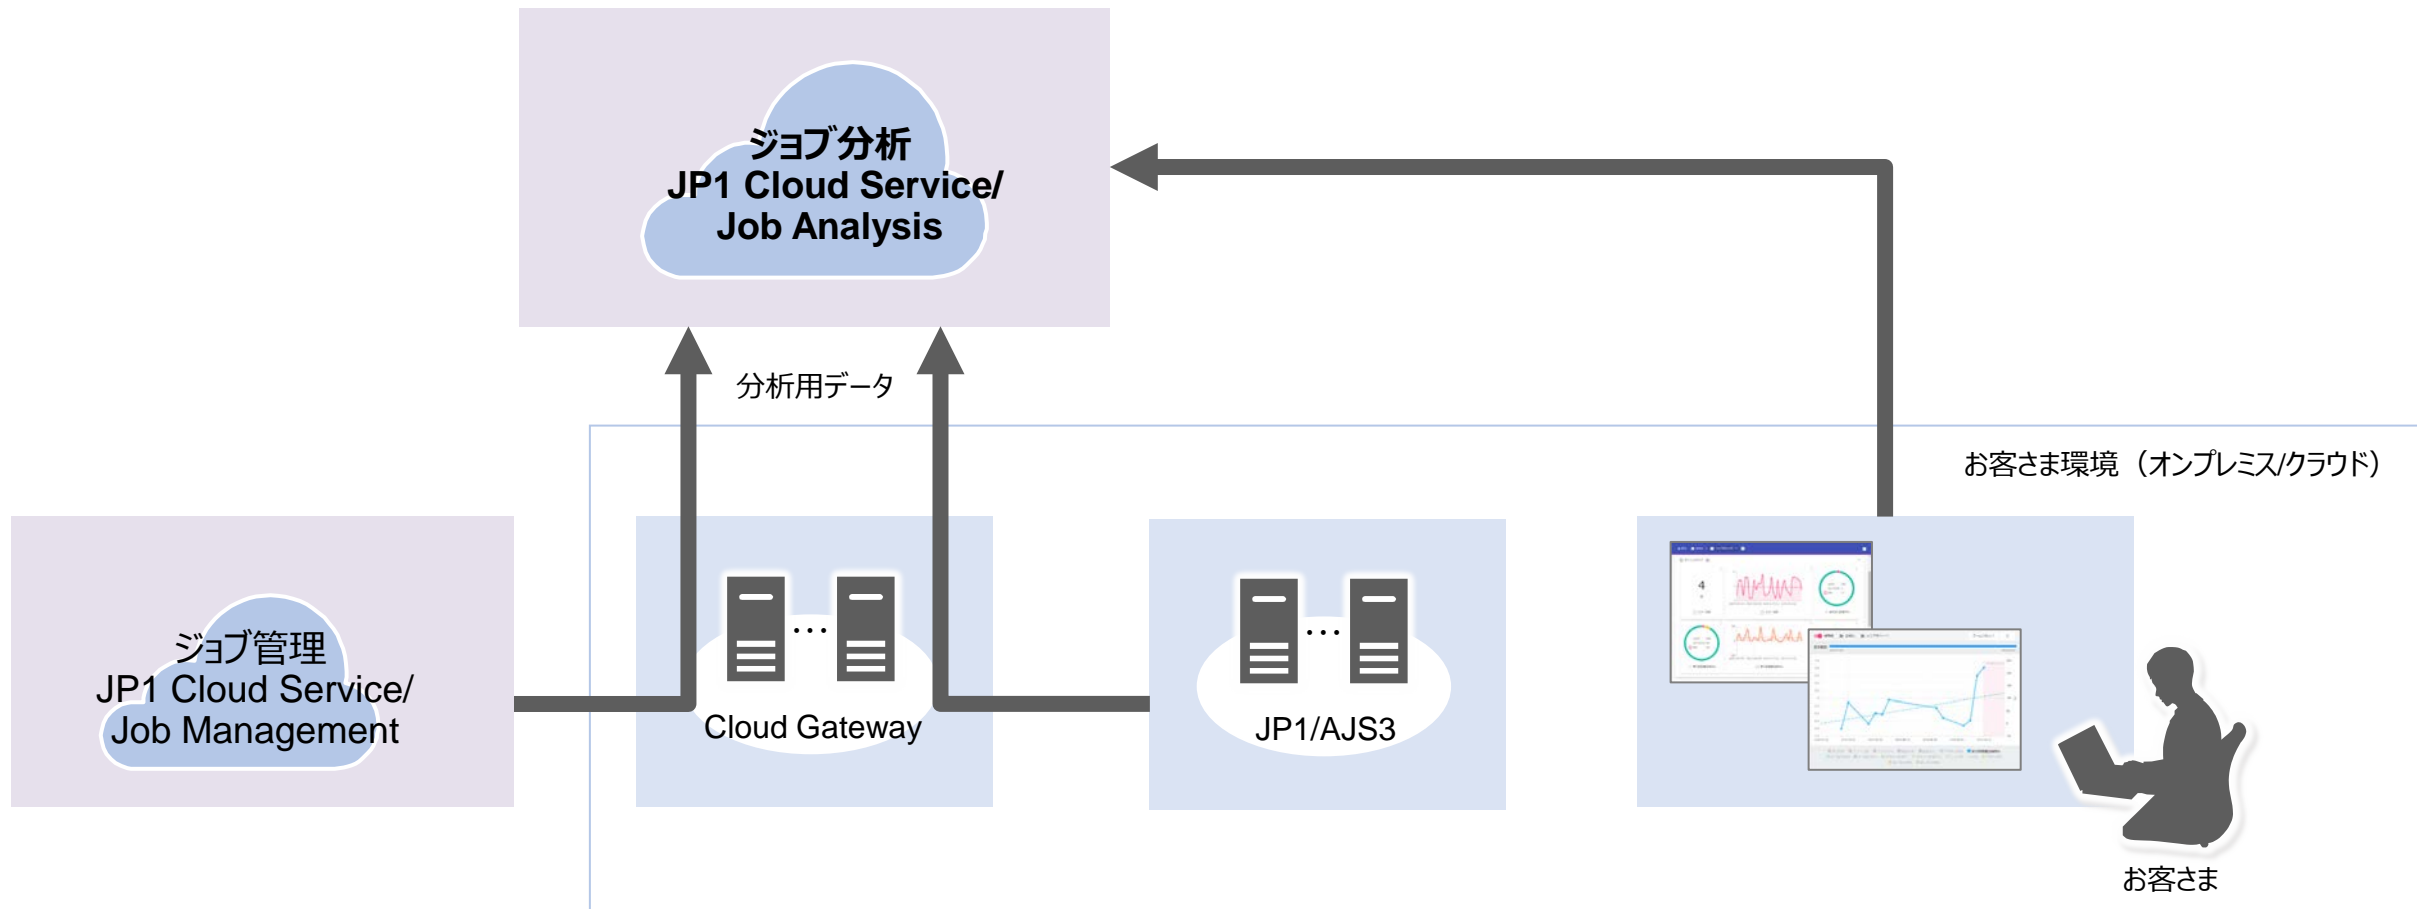 ジョブ分析
JP1 Cloud Service/
Job Analysis
分析用データ
お客さま環境（オンプレミス/クラウド）
ジョブ管理
JP1 Cloud Service/
Job Management
…
Cloud Gateway
…
JP1/AJS3
4
お客さま